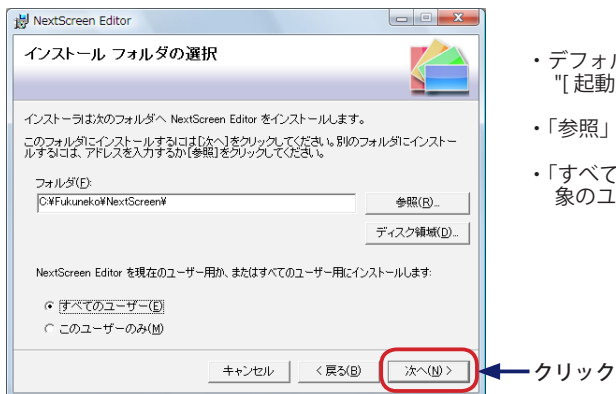 NextScreen Editor
インストール フォルダの選択
インストーラは次のフォルダへ NextScreen Editor をインストールします。
このフォルダにインストールするには[次へ]をクリックしてください。別のフォルダにインストー
ルするには、アドレスを入力するか[参照]をクリックしてください。
フォルダ(F):
C:¥Fukuneko¥NextScreen¥
参照(R)...
ディスク領域(D)...
NextScreen Editor を現在のユーザー用か、またはすべてのユーザー用にインストールします:
すべてのユーザー(E)
このユーザーのみ(M)
キャンセル
< 戻る(B)
次へ(N) >
・デフォル
"[ 起動
・「参照」
・「すべて
象のユ
クリック